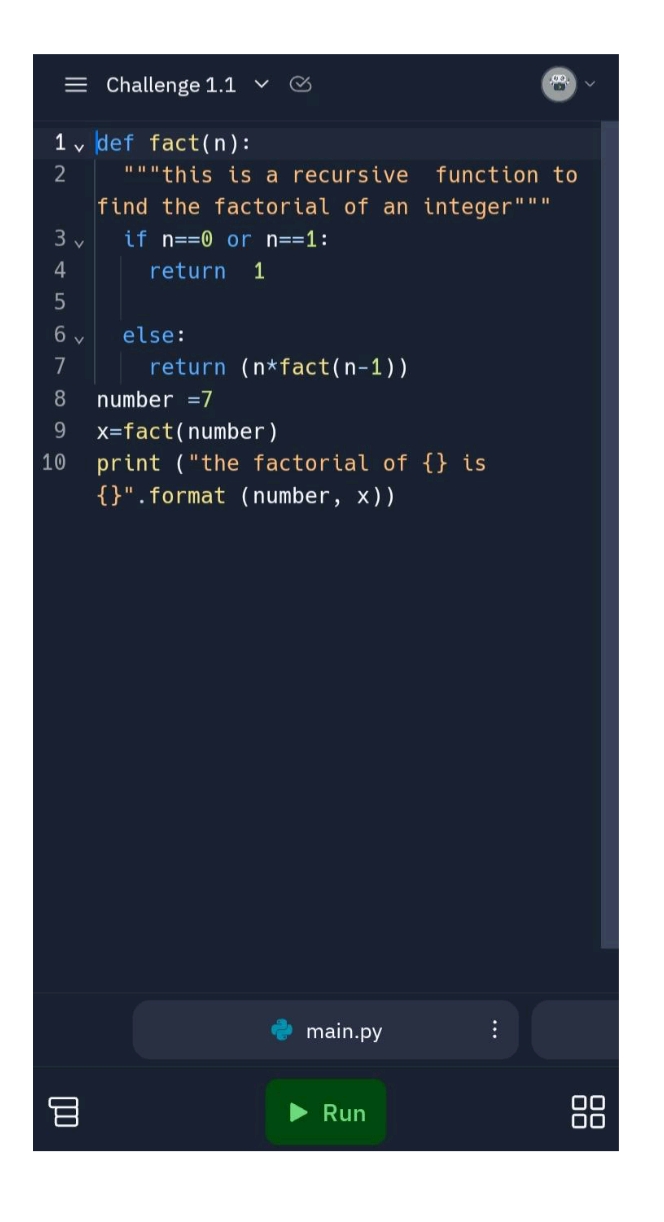 Challenge 1.1
1 def fact(n):
2 """this is a recursive  function to
find the factorial of an integer"""
3 if n==0 or n==1:
4 return  1
5
6 else:
7 return (n*fact(n-1))
8 number =7
9 x=fact(number)
10 print ("the factorial of {} is
{}".format (number, x))
main.py
Run